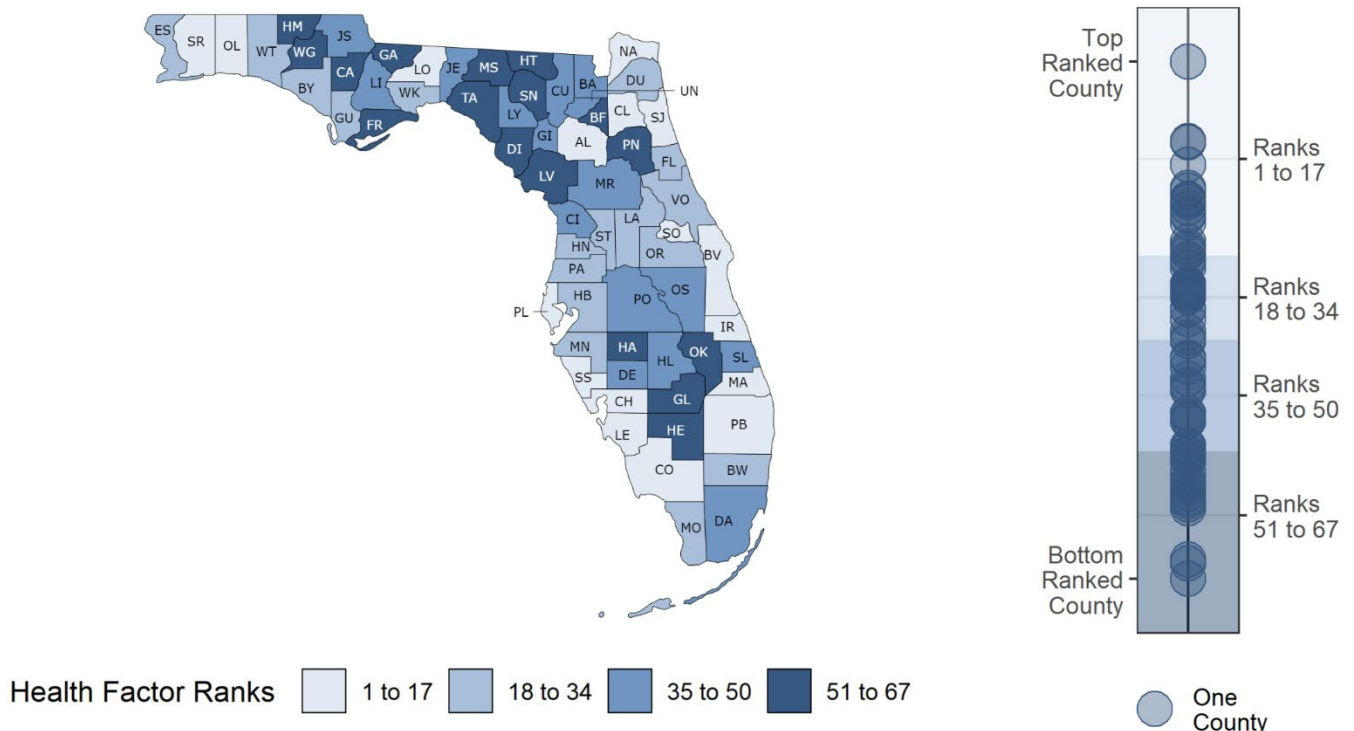 HM
ES
SR
OL
WT
WG
JS
GA
CA
LO
JE
MS
HT
NA
BY
LI
WK
TA
SN
CU
BA
DU
UN
GU
FR
LY
BF
CL
SJ
DI
GI
AL
PN
LV
MR
FL
CI
VO
LA
ST
SO
HN
OR
BV
PA
HB
PO
OS
PL
IR
MN
HA
HL
OK
SL
SS
DE
MA
CH
GL
LE
HE
PB
CO
BW
MO
DA
Top
Ranked
County
Ranks
1 to 17
Ranks
18 to 34
Ranks
35 to 50
Ranks
51 to 67
Bottom
Ranked
County
Health Factor Ranks
1 to 17
18 to 34
35 to 50
51 to 67
One
County